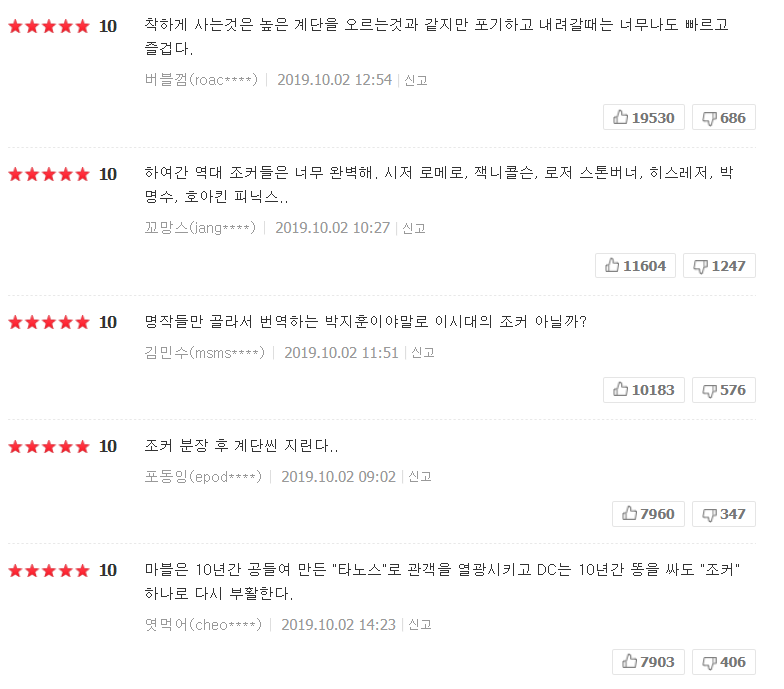 10 착하게 사는것은 높은 계단을 오르는것과 같지만 포기하고 내려갈때는 너무나도 빠르고
즐겁다.
버블껌(roac****) 2019.10.02 12:54 신고
19530 686
10 하여간 역대 조커들은 너무 완벽해. 시저 로메로, 잭니콜슨, 로저 스톤버너, 히스레저, 박
명수, 호아킨 피닉스..
꼬망스(jang****) 2019.10.02 10:27 신고
11604 1247
10 명작들만 골라서 번역하는 박지훈이야말로 이시대의 조커 아닐까?
김민수(msms****) 2019.10.02 11:51 신고
10183 576
10 조커 분장 후 계단씬 지린다..
포동잉(epod****) 2019.10.02 09:02 신고
7960 347
10 마블은 10년간 공들여 만든 "타노스"로 관객을 열광시키고 DC는 10년간 똥을 싸도 "조커"
하나로 다시 부활한다.
엿먹어(cheo****) 2019.10.02 14:23 신고
7903 406